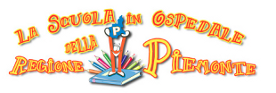 La Scuola in Ospedale
della
Regione Piemonte
P